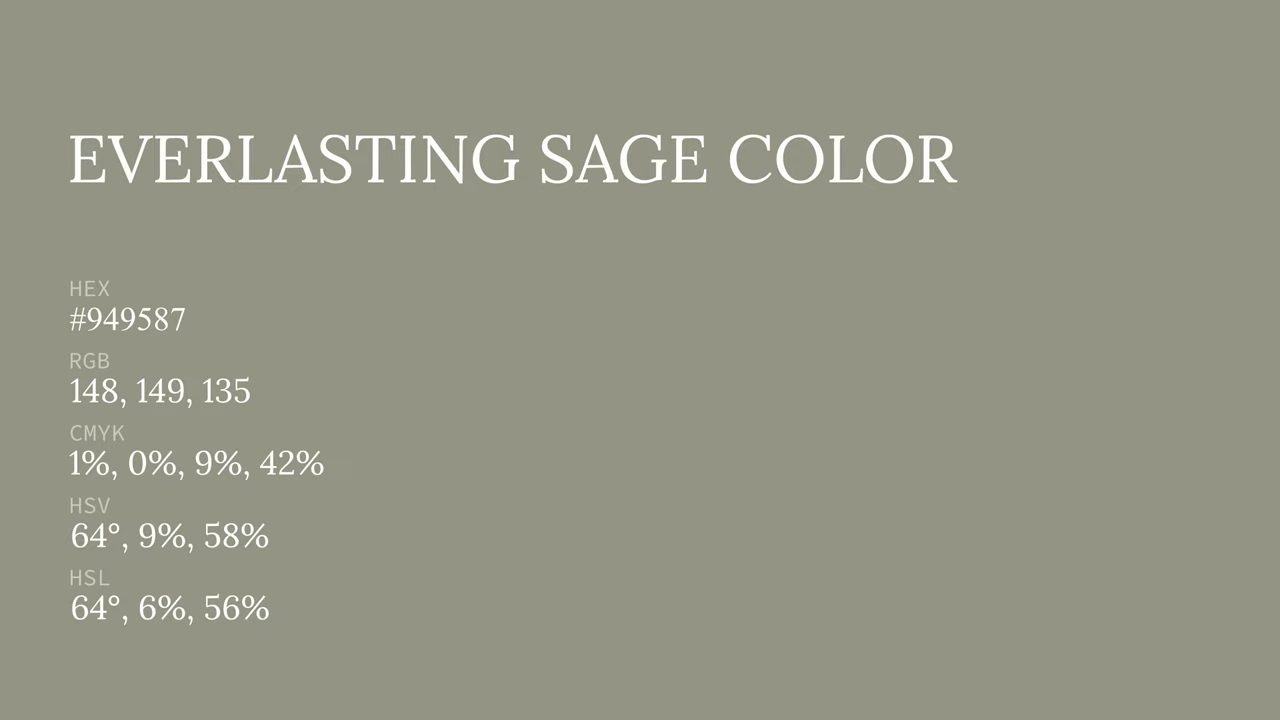 EVERLASTING SAGE COLOR
HEX
#949587
RGB
148, 149, 135
CMYK
1%, 0%, 9%, 42%
HSV
64°, 9%, 58%
HSL
64°, 6%, 56%